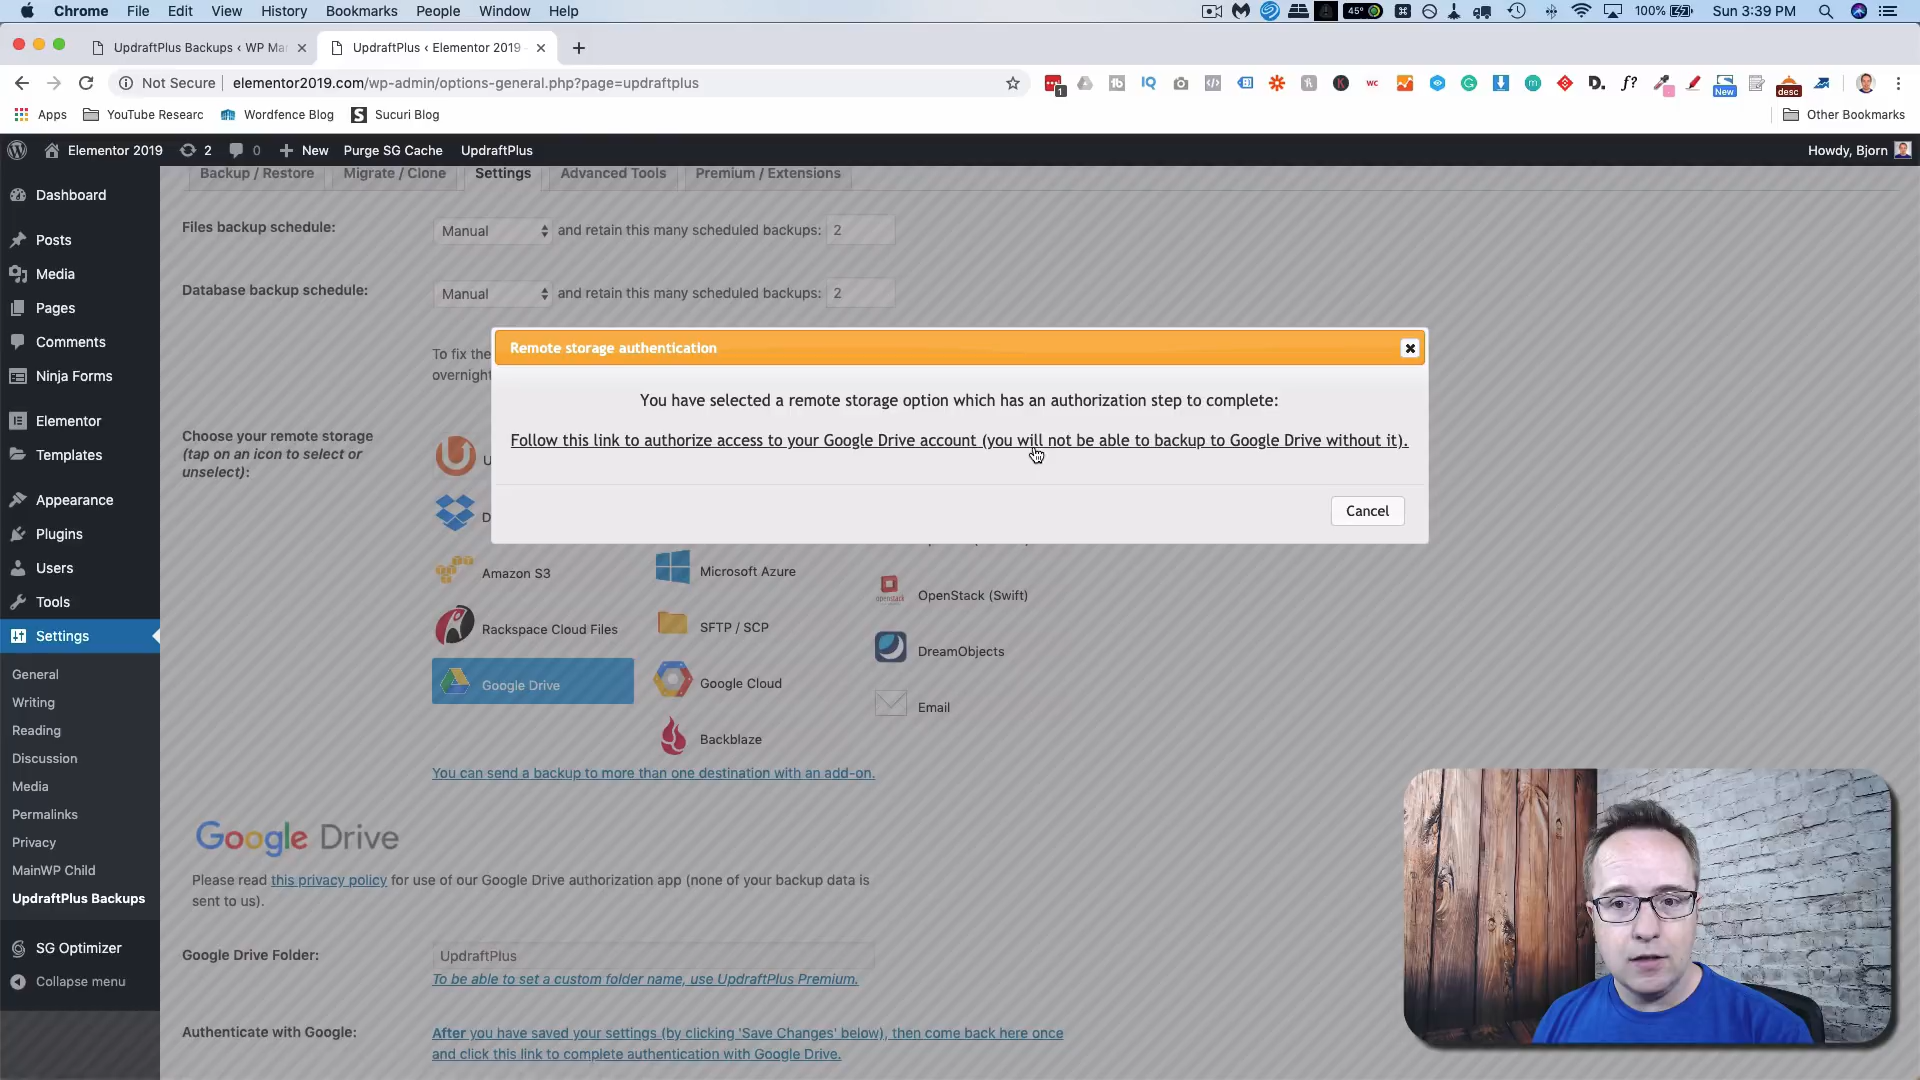 Chrome File Edit View History Bookmarks People Window Help
45° 100% Sun 3:39 PM
UpdraftPlus Backups ‹ WP Mar
UpdraftPlus ‹ Elementor 2019 -
Not Secure elementor2019.com/wp-admin/options-general.php?page=updraftplus
Apps YouTube Researc Wordfence Blog Sucuri Blog Other Bookmarks
Elementor 2019 2 0 New Purge SG Cache UpdraftPlus Howdy, Bjorn
Dashboard
Posts
Media
Pages
Comments
Ninja Forms
Elementor
Templates
Appearance
Plugins
Users
Tools
Settings
General
Writing
Reading
Discussion
Media
Permalinks
Privacy
MainWP Child
UpdraftPlus Backups
SG Optimizer
Collapse menu
Backup / Restore Migrate / Clone Settings Advanced Tools Premium / Extensions
Files backup schedule: Manual and retain this many scheduled backups: 2
Database backup schedule: Manual and retain this many scheduled backups: 2
To fix the
overnight
Remote storage authentication
You have selected a remote storage option which has an authorization step to complete:
Follow this link to authorize access to your Google Drive account (you will not be able to backup to Google Drive without it).
Cancel
Choose your remote storage
(tap on an icon to select or
unselect):
Amazon S3
Rackspace Cloud Files
Google Drive
Microsoft Azure
SFTP / SCP
Google Cloud
Backblaze
OpenStack (Swift)
DreamObjects
Email
You can send a backup to more than one destination with an add-on.
Google Drive
Please read this privacy policy for use of our Google Drive authorization app (none of your backup data is
sent to us).
Google Drive Folder: UpdraftPlus
To be able to set a custom folder name, use UpdraftPlus Premium.
Authenticate with Google: After you have saved your settings (by clicking 'Save Changes' below), then come back here once
and click this link to complete authentication with Google Drive.